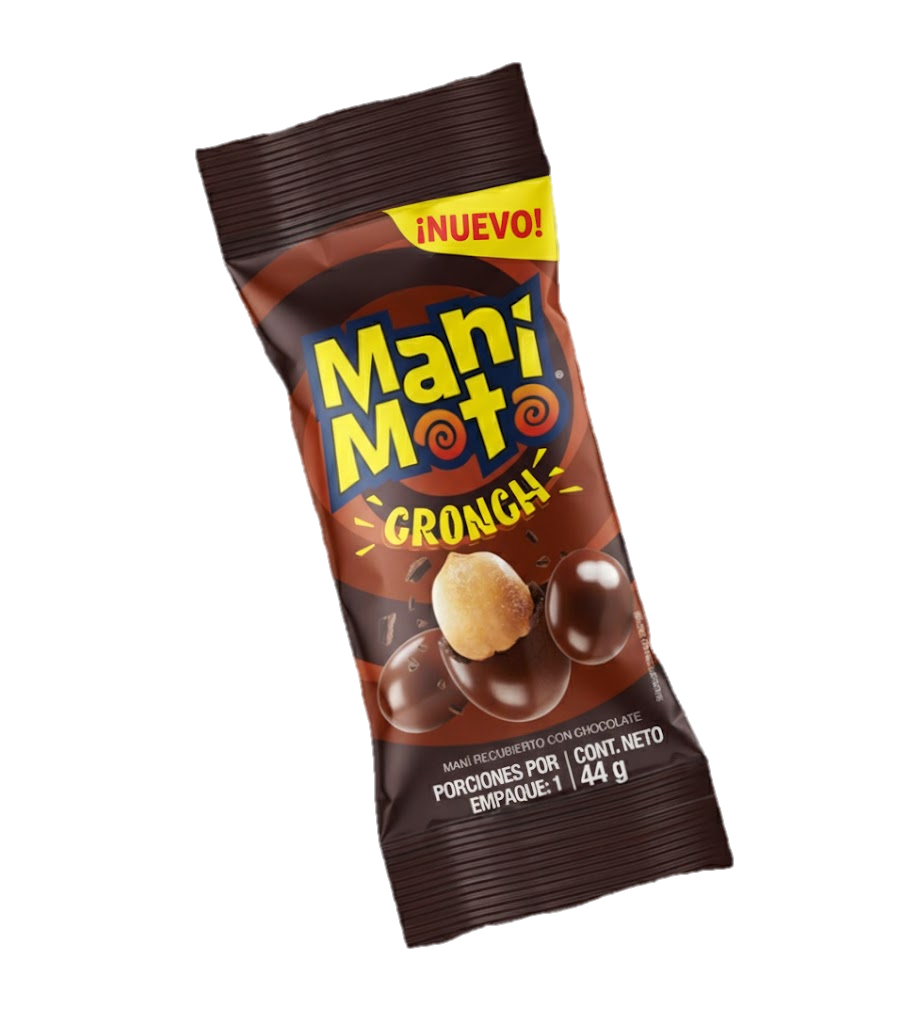 ¡NUEVO!
Maní
Moto®
CRONCH
MANÍ RECUBIERTO CON CHOCOLATE
PORCIONES POR
EMPAQUE: 1
CONT. NETO
44 g